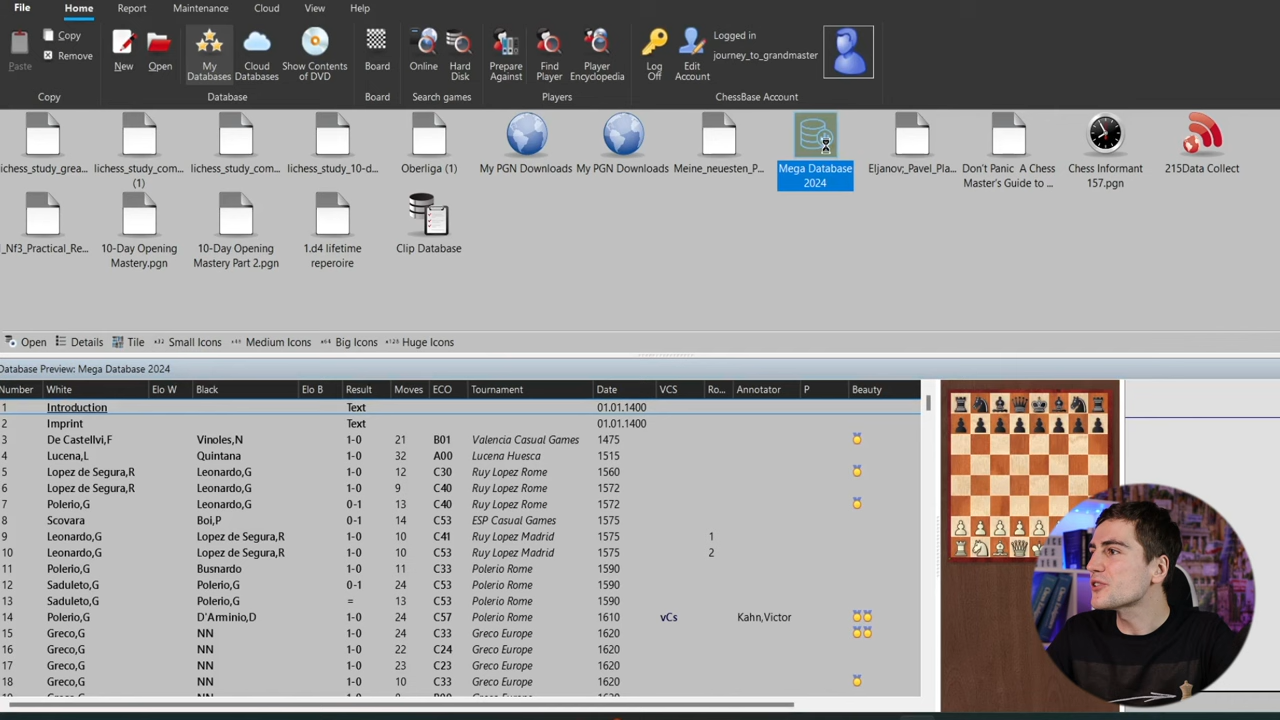 File Home Report Maintenance Cloud View Help
Paste Copy Remove New Open My Databases Cloud Databases Show Contents of DVD Board Online Hard Disk Prepare Against Find Player Player Encyclopedia Log Off Edit Account Logged in journey_to_grandmaster
Copy Database Board Search games Players ChessBase Account
ichess_study_grea... lichess_study_com... (1) lichess_study_com... lichess_study_10-d... Oberliga (1) My PGN Downloads My PGN Downloads Meine_neuesten_P... Mega Database 2024 Eljanov;_Pavel_Pla... Don't Panic A Chess Master's Guide to ... Chess Informant 157.pgn 215Data Collect
l_Nf3_Practical_Re... 10-Day Opening Mastery.pgn 10-Day Opening Mastery Part 2.pgn 1.d4 lifetime reperoire Clip Database
Open Details Tile Small Icons Medium Icons Big Icons Huge Icons
Database Preview: Mega Database 2024
Number White Elo W Black Elo B Result Moves ECO Tournament Date VCS Ro... Annotator P Beauty
1 Introduction Text 01.01.1400
2 Imprint Text 01.01.1400
3 De Castellvi,F Vinoles,N 1-0 21 B01 Valencia Casual Games 1475
4 Lucena,L Quintana 1-0 32 A00 Lucena Huesca 1515
5 Lopez de Segura,R Leonardo,G 1-0 12 C30 Ruy Lopez Rome 1560
6 Lopez de Segura,R Leonardo,G 1-0 9 C40 Ruy Lopez Rome 1572
7 Polerio,G Leonardo,G 0-1 13 C40 Ruy Lopez Rome 1572
8 Scovara Boi,P 0-1 14 C53 ESP Casual Games 1575
9 Leonardo,G Lopez de Segura,R 1-0 10 C41 Ruy Lopez Madrid 1575 1
10 Leonardo,G Lopez de Segura,R 1-0 10 C53 Ruy Lopez Madrid 1575 2
11 Polerio,G Busnardo 1-0 11 C33 Polerio Rome 1590
12 Saduleto,G Polerio,G 0-1 24 C53 Polerio Rome 1590
13 Saduleto,G Polerio,G = 13 C53 Polerio Rome 1590
14 Polerio,G D'Arminio,D 1-0 24 C57 Polerio Rome 1610 vCs Kahn,Victor
15 Greco,G NN 1-0 24 C33 Greco Europe 1620
16 Greco,G NN 1-0 22 C24 Greco Europe 1620
17 Greco,G NN 1-0 23 C23 Greco Europe 1620
18 Greco,G NN 1-0 10 C33 Greco Europe 1620